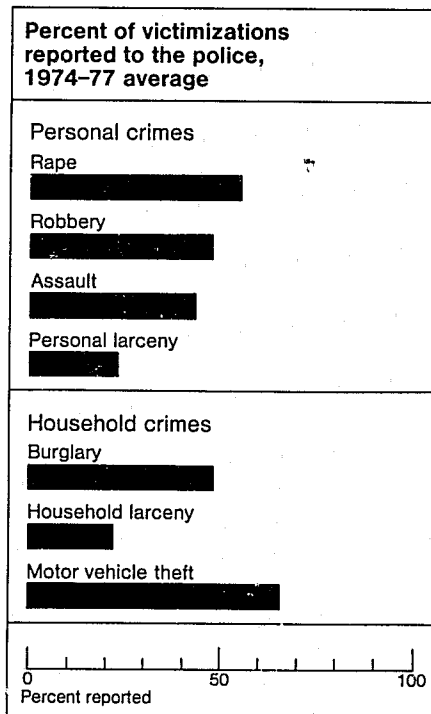 Percent of victimizations
reported to the police,
1974–77 average
Personal crimes
Rape
Robbery
Assault
Personal larceny
Household crimes
Burglary
Household larceny
Motor vehicle theft
0 50 100
Percent reported